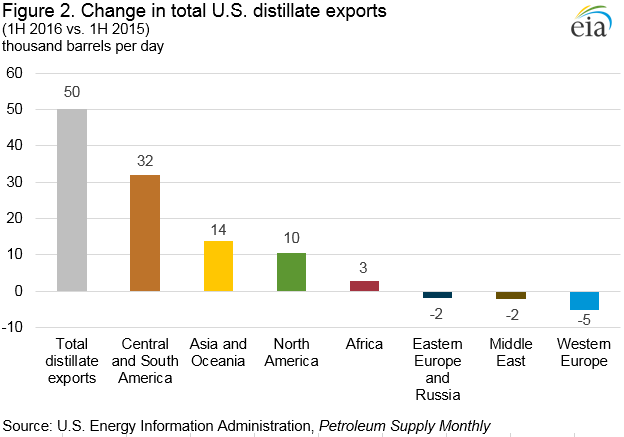 Figure 2. Change in total U.S. distillate exports
(1H 2016 vs. 1H 2015)
thousand barrels per day
eia
60
50
40
30
20
10
0
-10
50
32
14
10
3
-2
-2
-5
Total
distillate
exports
Central
and South
America
Asia and
Oceania
North
America
Africa
Eastern
Europe
and
Russia
Middle
East
Western
Europe
Source: U.S. Energy Information Administration, Petroleum Supply Monthly